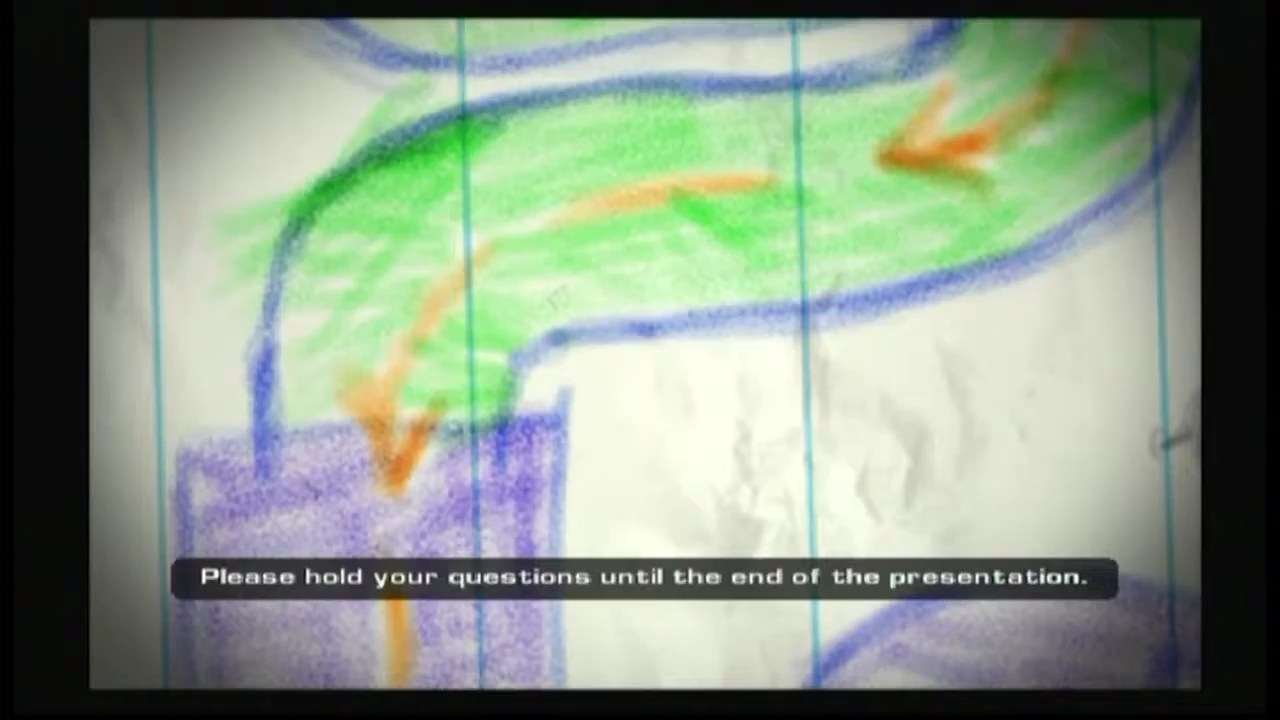 Please hold your questions until the end of the presentation.